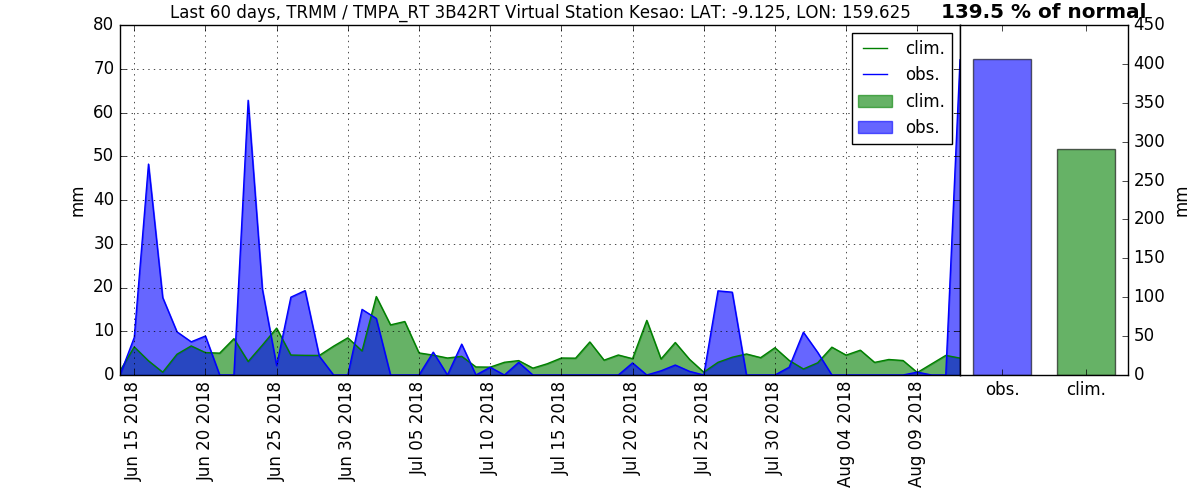 Last 60 days, TRMM / TMPA_RT 3B42RT Virtual Station Kesao: LAT: -9.125, LON: 159.625
139.5 % of normal
80
70
60
50
40
30
20
10
0
mm
clim.
obs.
clim.
obs.
450
400
350
300
250
200
150
100
50
0
mm
Jun 15 2018
Jun 20 2018
Jun 25 2018
Jun 30 2018
Jul 05 2018
Jul 10 2018
Jul 15 2018
Jul 20 2018
Jul 25 2018
Jul 30 2018
Aug 04 2018
Aug 09 2018
obs.
clim.